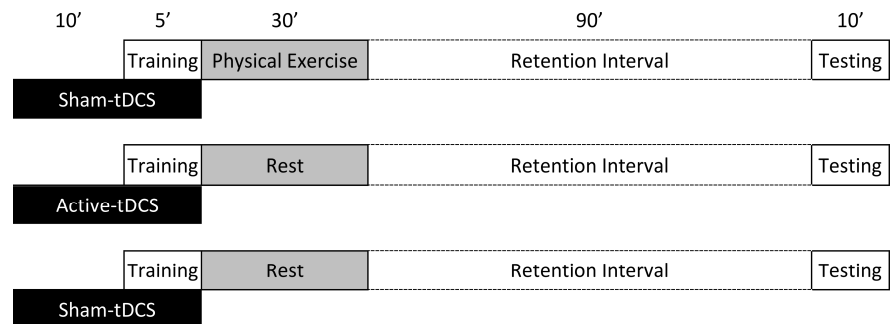 10’ 5’ 30’ 90’ 10’
Training Physical Exercise Retention Interval Testing
Sham-tDCS
Training Rest Retention Interval Testing
Active-tDCS
Training Rest Retention Interval Testing
Sham-tDCS